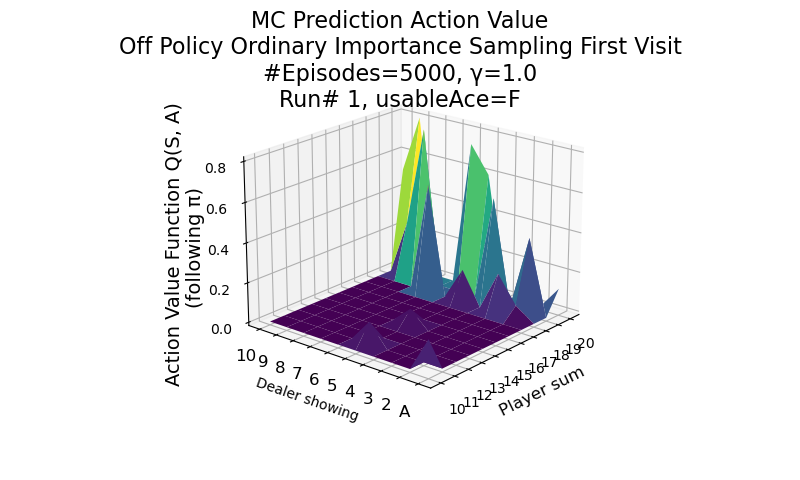 MC Prediction Action Value
Off Policy Ordinary Importance Sampling First Visit
#Episodes=5000, γ=1.0
Run# 1, usableAce=F
Action Value Function Q(S, A)
(following π)
0.8
0.6
0.4
0.2
0.0
10 9 8 7 6 5 4 3 2 A
Dealer showing
10 11 12 13 14 15 16 17 18 19 20
Player sum